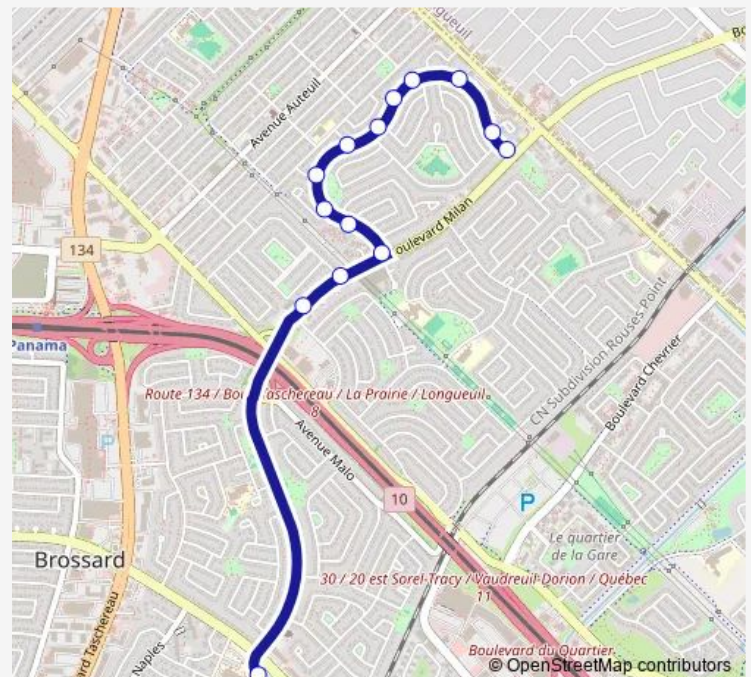 Longueuil
Bo
Avenue Auteuil
oulevard Milan
134
Panama
CN Subdivision Rouses Point
Boulevard Chevrier
Route 134 / Bou Taschereau / La Prairie / Longueuil
8
Avenue Malo
10
P
P
Le quartier
de la Gare
Brossard
30 / 20 est Sorel-Tracy / Vaudreuil-Dorion / Québec
11
ard Taschereau
Naples
Boulevard du Quartier
© OpenStreetMap contributors